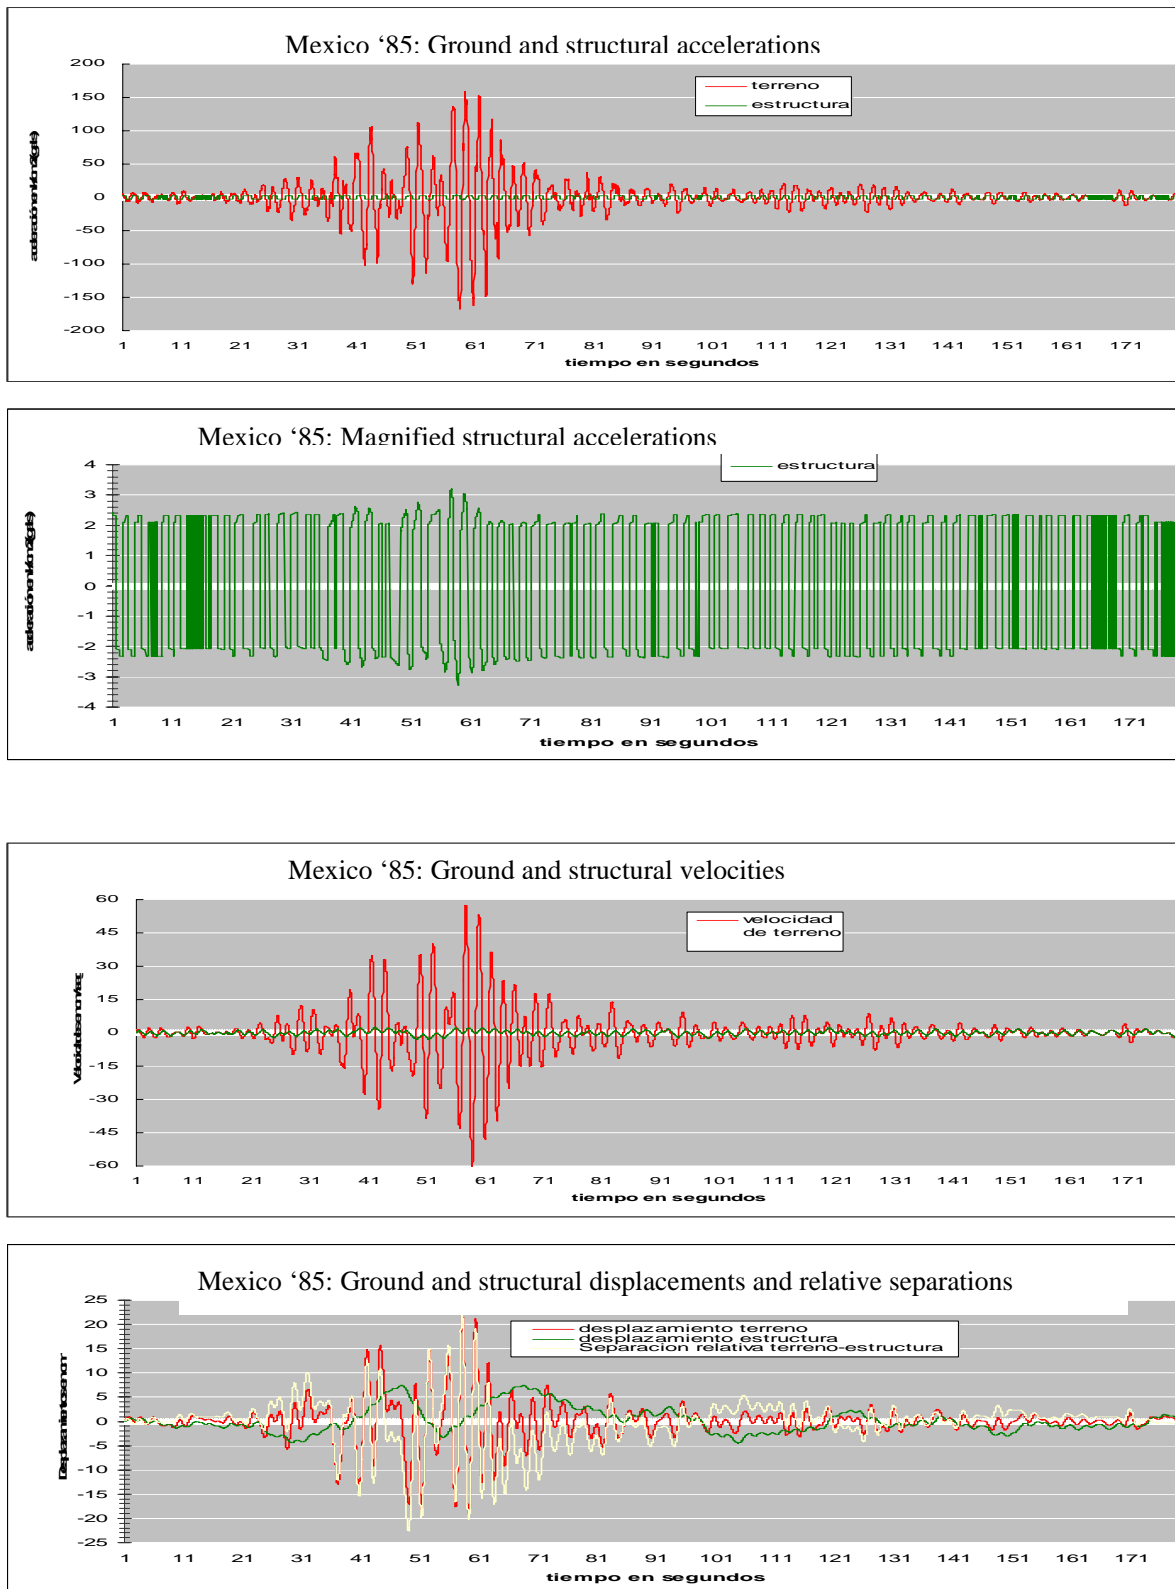 Mexico ‘85: Ground and structural accelerations
terreno
estructura
200
150
100
50
0
-50
-100
-150
-200
1 11 21 31 41 51 61 71 81 91 101 111 121 131 141 151 161 171
tiempo en segundos
Mexico ‘85: Magnified structural accelerations
estructura
4
3
2
1
0
-1
-2
-3
-4
1 11 21 31 41 51 61 71 81 91 101 111 121 131 141 151 161 171
tiempo en segundos
Mexico ‘85: Ground and structural velocities
velocidad
de terreno
60
45
30
15
0
-15
-30
-45
-60
1 11 21 31 41 51 61 71 81 91 101 111 121 131 141 151 161 171
tiempo en segundos
Mexico ‘85: Ground and structural displacements and relative separations
desplazamiento terreno
desplazamiento estructura
Separacion relativa terreno-estructura
25
20
15
10
5
0
-5
-10
-15
-20
-25
1 11 21 31 41 51 61 71 81 91 101 111 121 131 141 151 161 171
tiempo en segundos